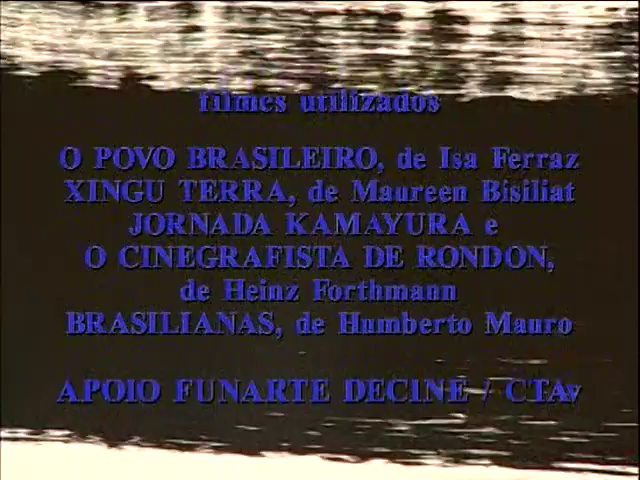 filmes utilizados
O POVO BRASILEIRO, de Isa Ferraz
XINGU TERRA, de Maureen Bisiliat
JORNADA KAMAYURA e
O CINEGRAFISTA DE RONDON,
de Heinz Forthmann
BRASILIANAS, de Humberto Mauro
APOIO FUNARTE DECINE / CTAv